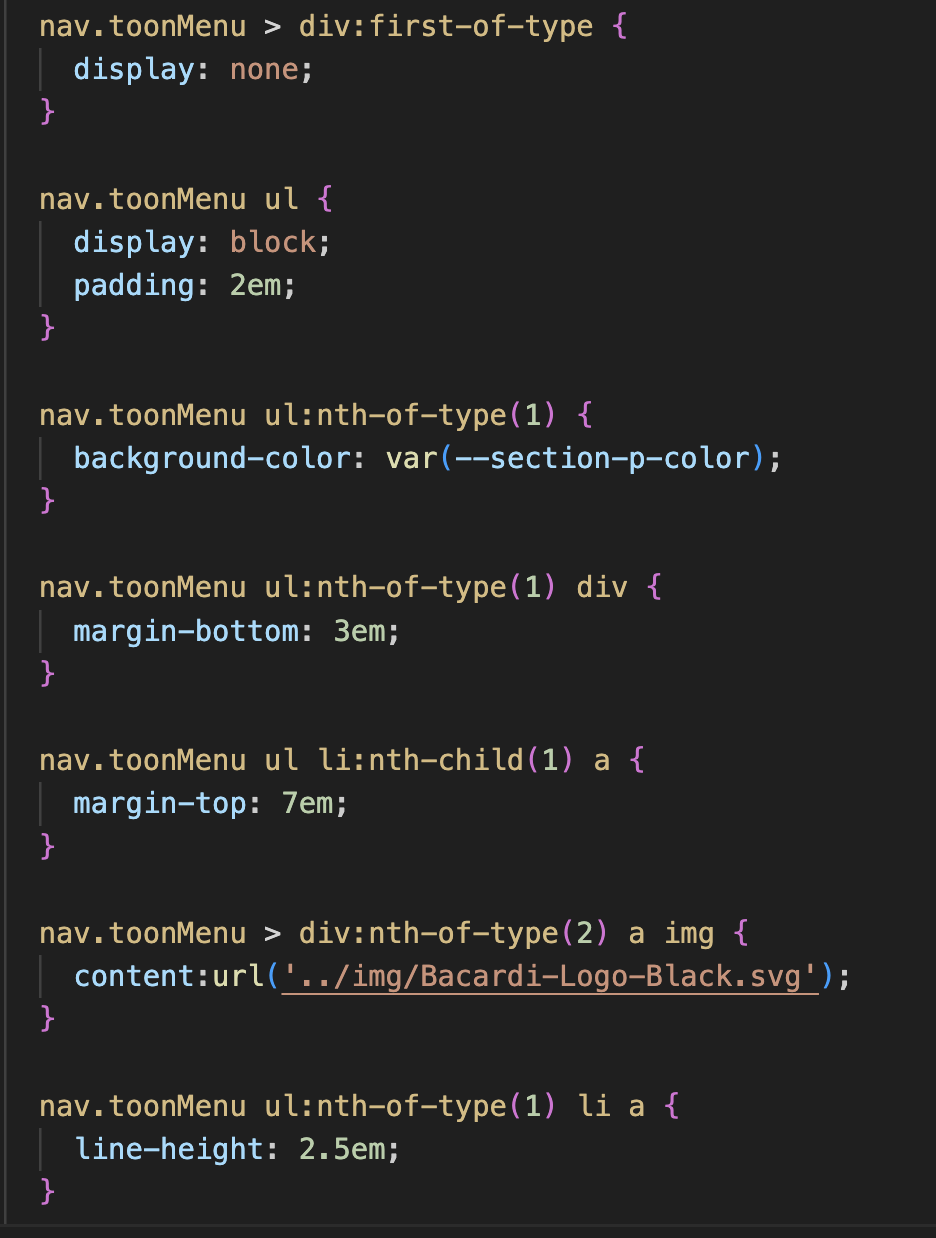 nav.toonMenu > div:first-of-type {
  display: none;
}
nav.toonMenu ul {
  display: block;
  padding: 2em;
}
nav.toonMenu ul:nth-of-type(1) {
  background-color: var(--section-p-color);
}
nav.toonMenu ul:nth-of-type(1) div {
  margin-bottom: 3em;
}
nav.toonMenu ul li:nth-child(1) a {
  margin-top: 7em;
}
nav.toonMenu > div:nth-of-type(2) a img {
  content:url('../img/Bacardi-Logo-Black.svg');
}
nav.toonMenu ul:nth-of-type(1) li a {
  line-height: 2.5em;
}